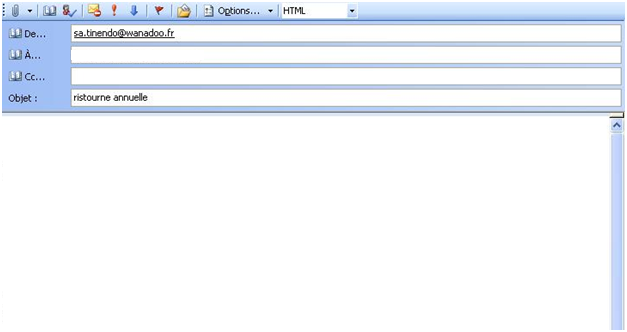 Options... HTML
De... sa.tinendo@wanadoo.fr
À...
Cc...
Objet : ristourne annuelle